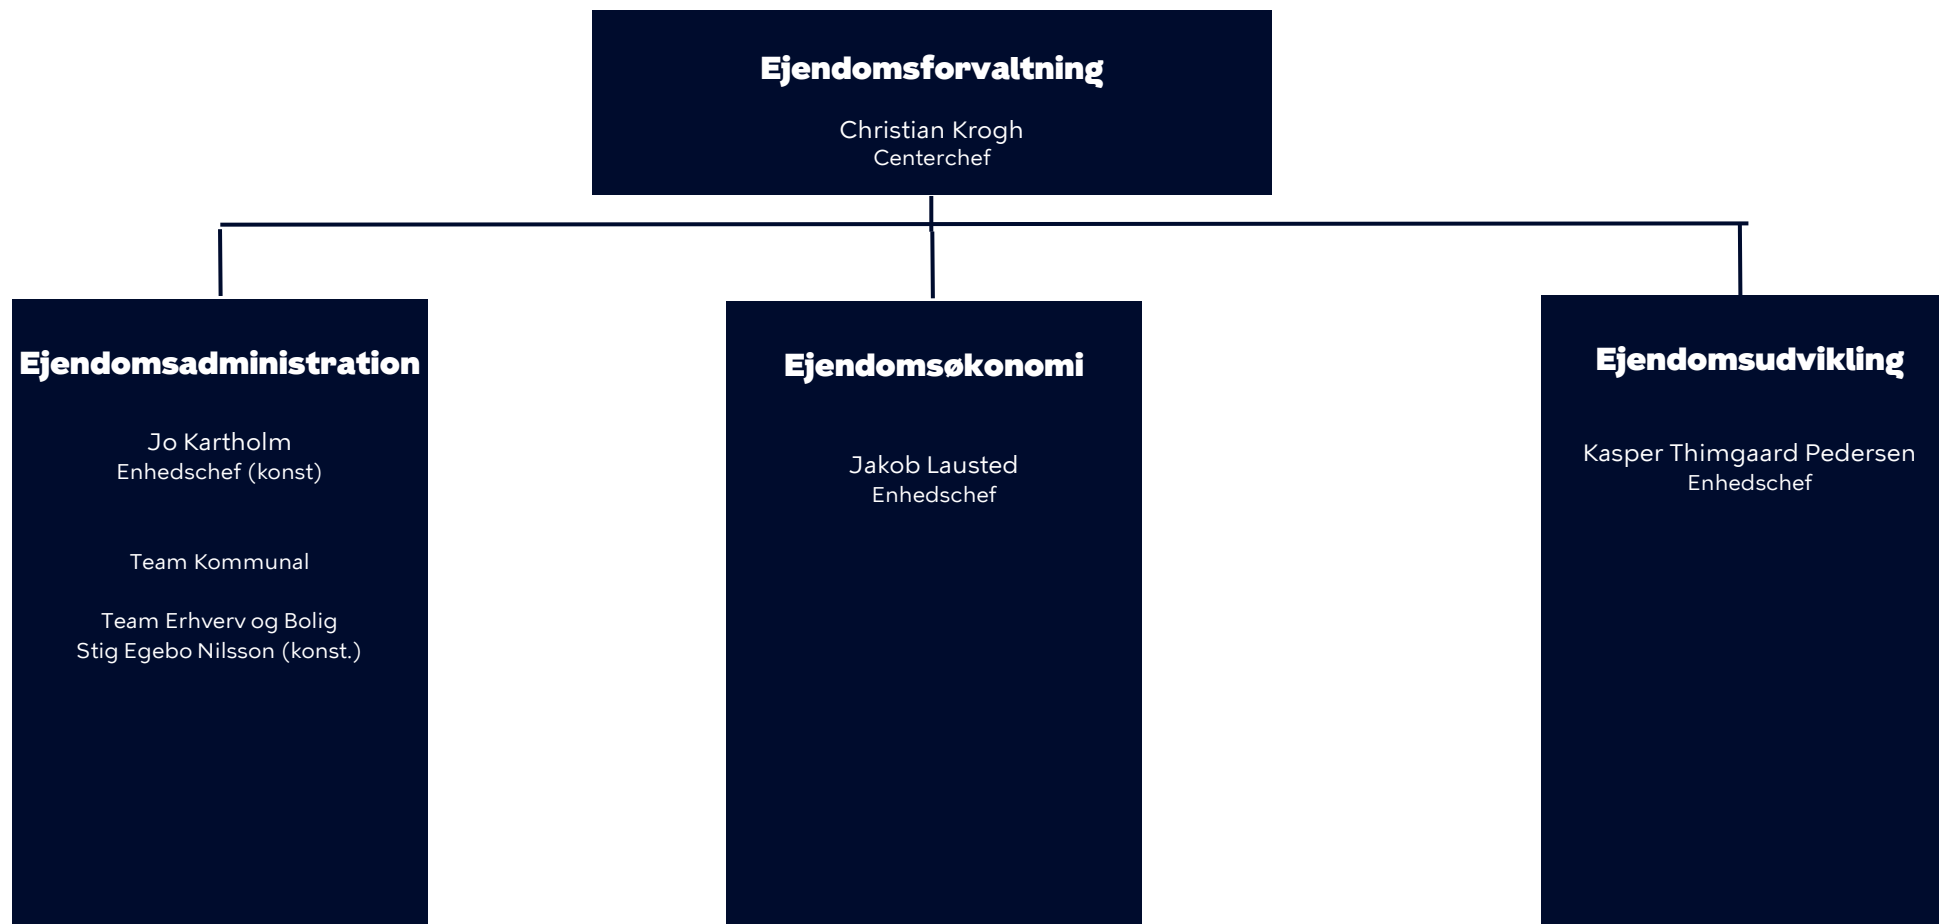 Ejendomsforvaltning
Christian Krogh
Centerchef
Ejendomsadministration
Jo Kartholm
Enhedschef (konst)
Team Kommunal
Team Erhverv og Bolig
Stig Egebo Nilsson (konst.)
Ejendomsøkonomi
Jakob Lausted
Enhedschef
Ejendomsudvikling
Kasper Thimgaard Pedersen
Enhedschef